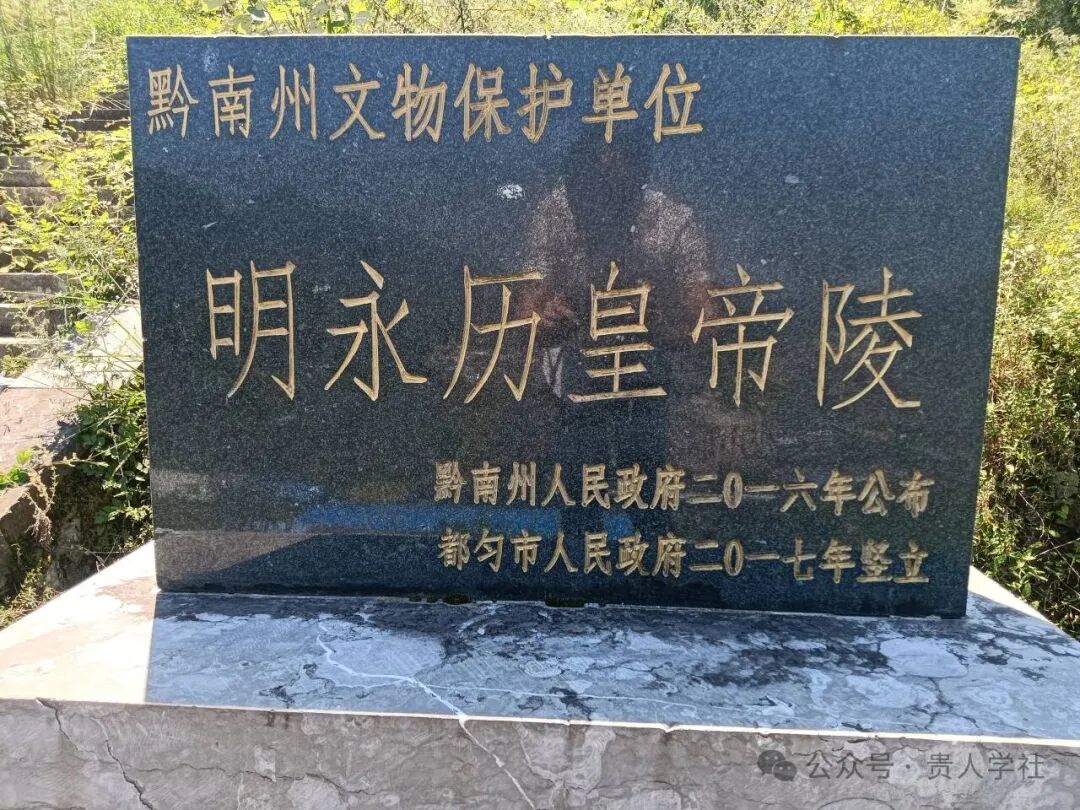 黔南州文物保护单位
明永历皇帝陵
黔南州人民政府二0一六年公布
都匀市人民政府二0一七年竖立
公众号·贵人学社